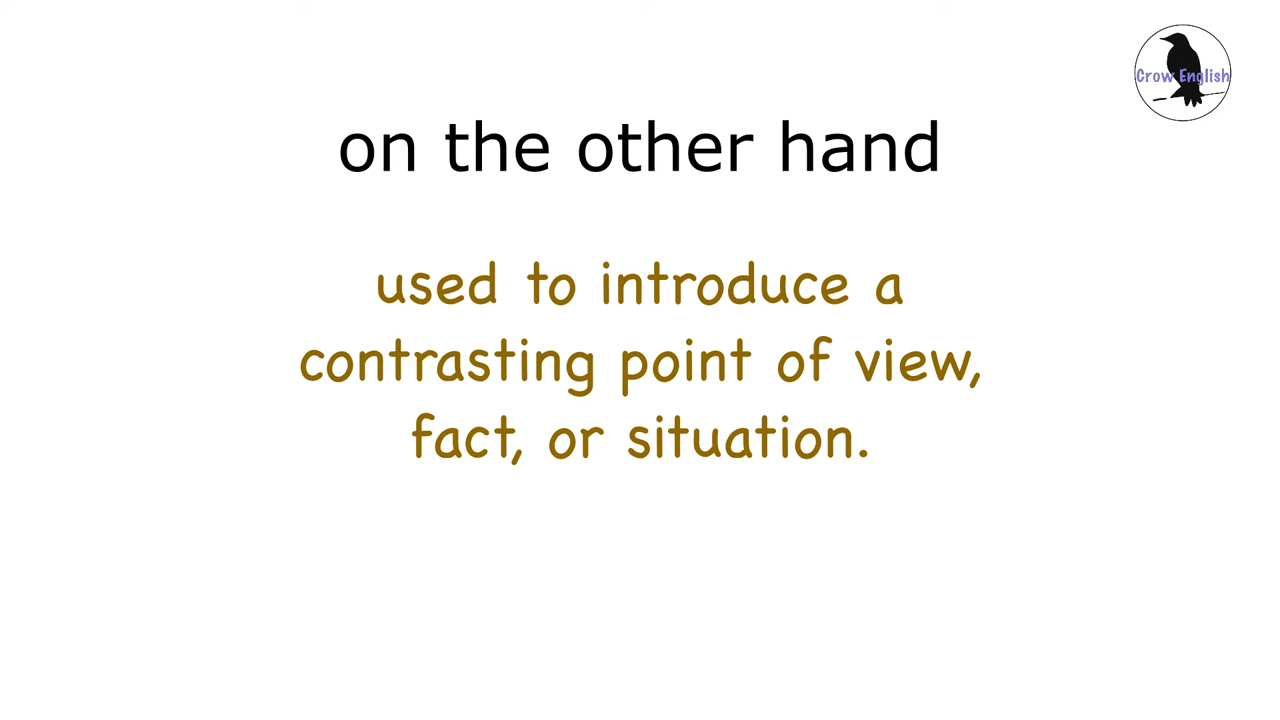 Crow English
on the other hand
used to introduce a
contrasting point of view,
fact, or situation.